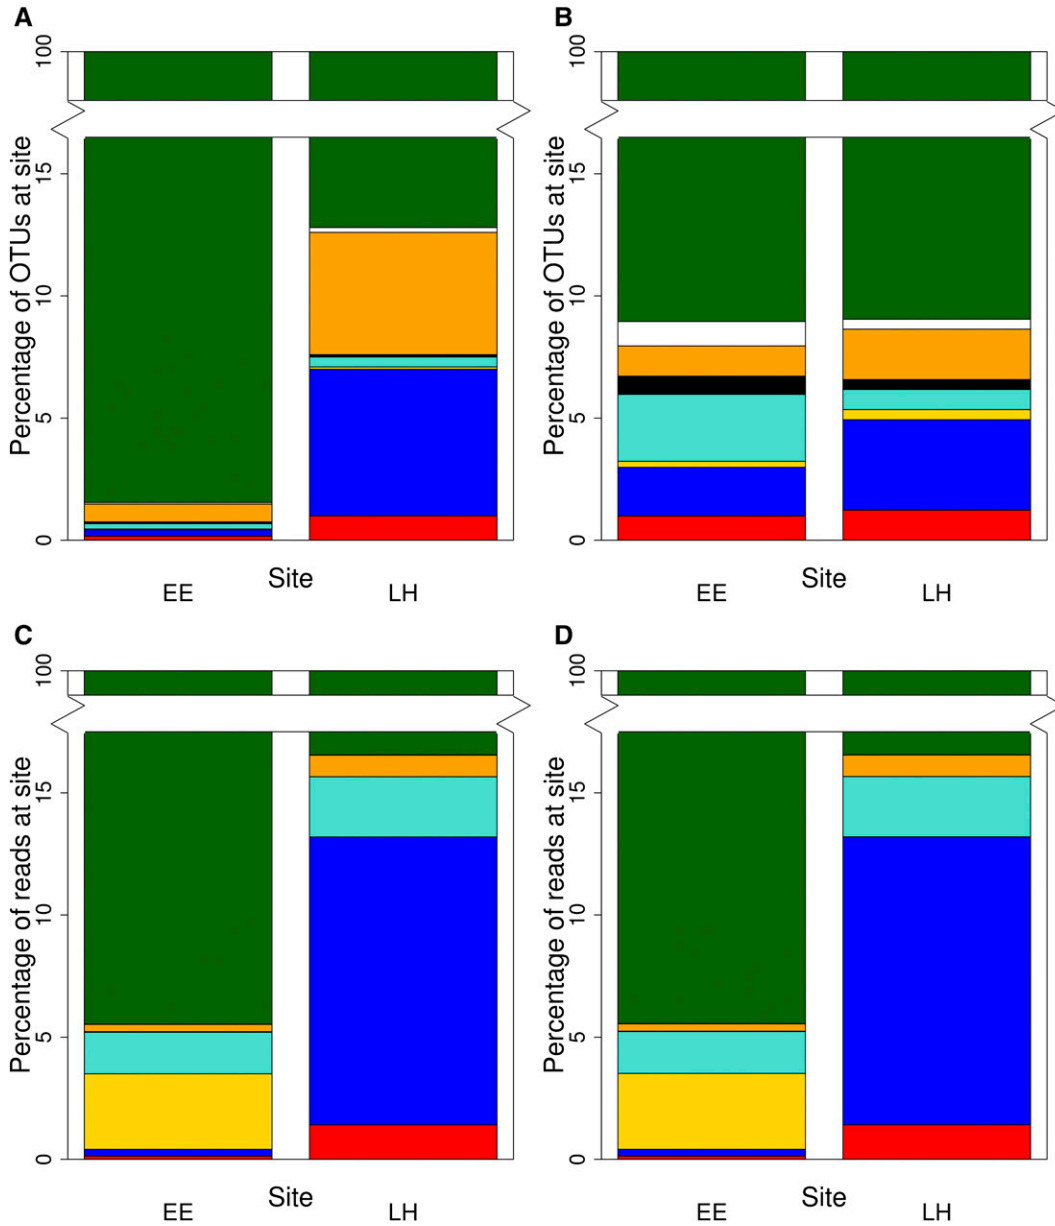 A
B
Percentage of OTUs at site
0 5 10 15 100
EE LH
Site
Percentage of OTUs at site
0 5 10 15 100
EE LH
Site
C
D
Percentage of reads at site
0 5 10 15 100
EE LH
Site
Percentage of reads at site
0 5 10 15 100
EE LH
Site